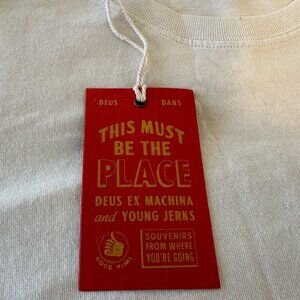 DEUS DANS
THIS MUST
BE THE
PLACE
DEUS EX MACHINA
and YOUNG JERKS
GOOD TIMES
SOUVENIRS
FROM WHERE
YOU'RE GOING